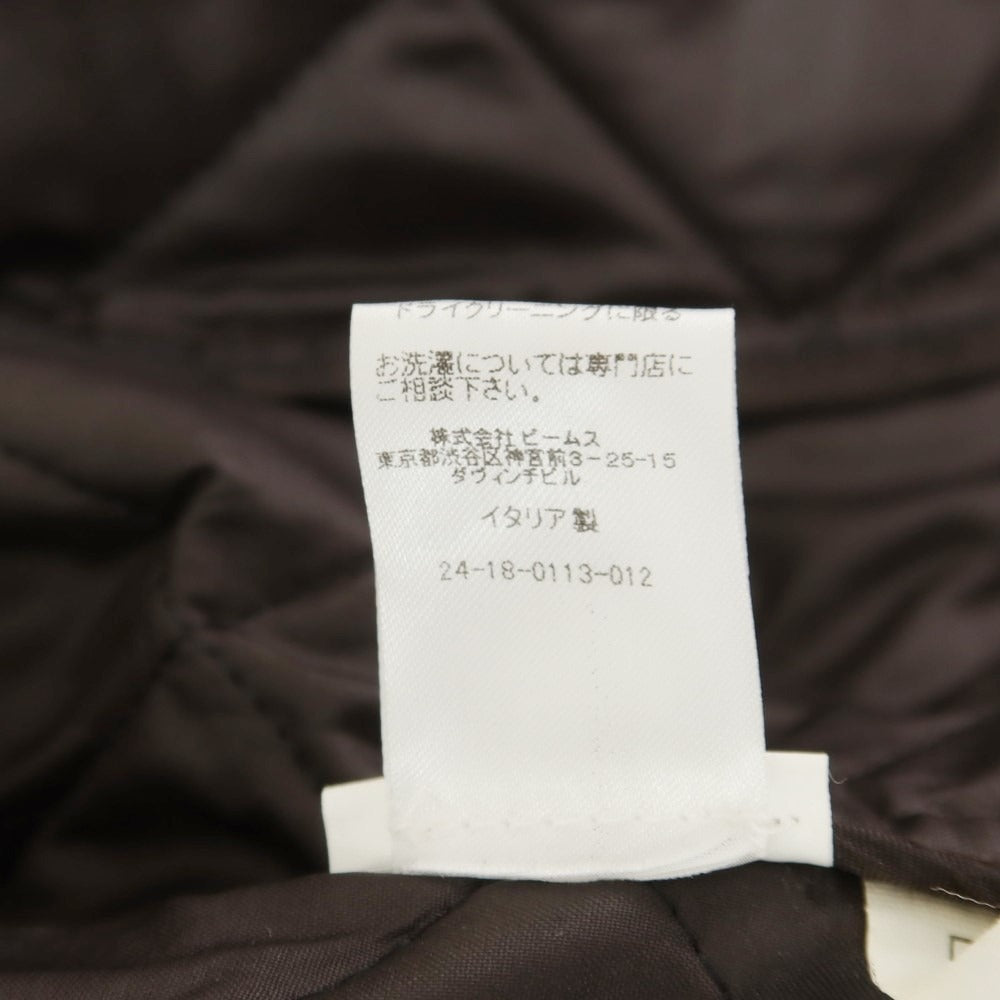 ドライクリーニングに限る
お洗濯については専門店に
ご相談下さい。
株式会社ビームス
東京都渋谷区神宮前3-25-15
ダヴィンチビル
イタリア製
24-18-0113-012